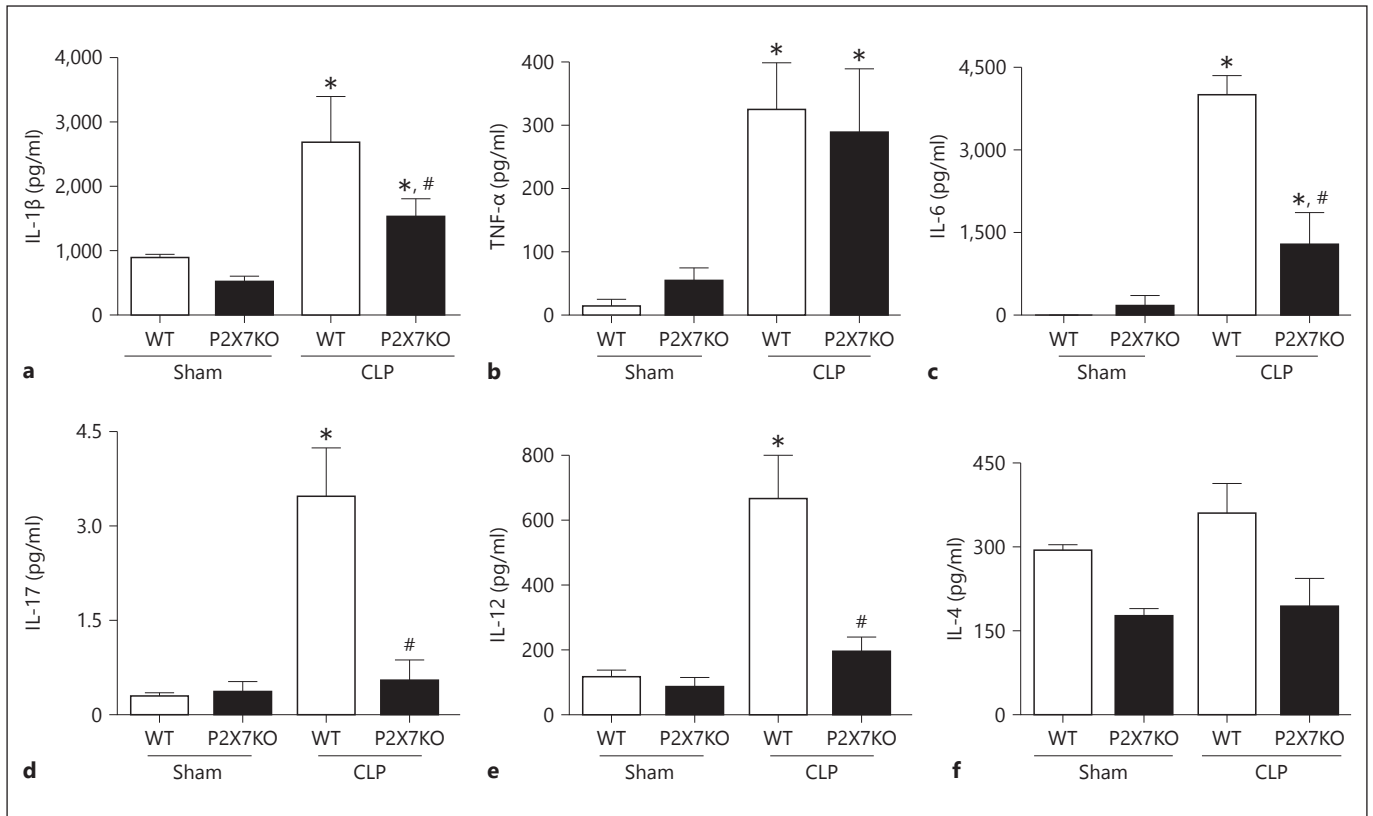 4,000
3,000
2,000
1,000
0
IL-1β (pg/ml)
*
*, #
WT P2X7KO WT P2X7KO
Sham CLP
a
400
300
200
100
0
TNF-α (pg/ml)
*
*
WT P2X7KO WT P2X7KO
Sham CLP
b
4,500
3,000
1,500
0
IL-6 (pg/ml)
*
*, #
WT P2X7KO WT P2X7KO
Sham CLP
c
4.5
3.0
1.5
0
IL-17 (pg/ml)
*
#
WT P2X7KO WT P2X7KO
Sham CLP
d
800
600
400
200
0
IL-12 (pg/ml)
*
#
WT P2X7KO WT P2X7KO
Sham CLP
e
450
300
150
0
IL-4 (pg/ml)
WT P2X7KO WT P2X7KO
Sham CLP
f